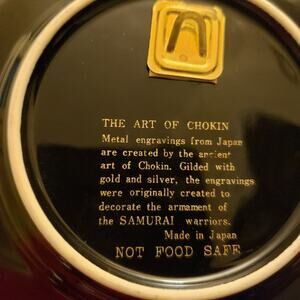 THE ART OF CHOKIN
Metal engravings from Japan
are created by the ancient
art of Chokin. Gilded with
gold and silver, the engravings
were originally created to
decorate the armament of
the SAMURAI warriors.
Made in Japan
NOT FOOD SAFE